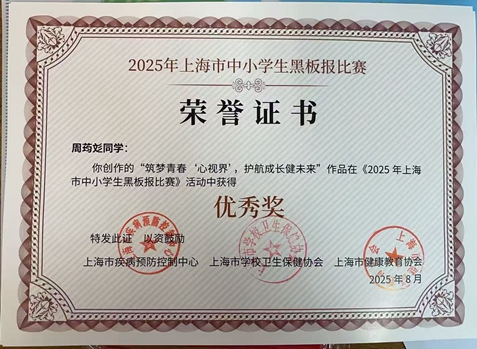 2025年上海市中小学生黑板报比赛
荣誉证书
周筠彣同学：
你创作的“筑梦青春‘心视界’，护航成长健未来”作品在《2025年上海
市中小学生黑板报比赛》活动中获得
优秀奖
特发此证 以资鼓励
上海市疾病预防控制中心 上海市学校卫生保健协会 上海市健康教育协会
2025年8月